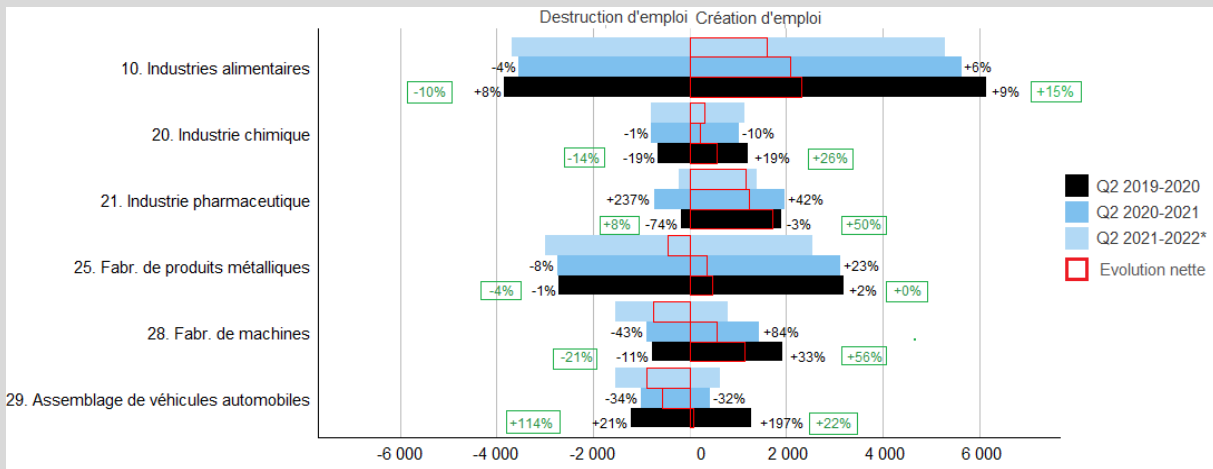 Destruction d'emploi Création d'emploi
10. Industries alimentaires
-4% +6%
-10% +8% +9% +15%
20. Industrie chimique
-1% -10%
-14% -19% +19% +26%
21. Industrie pharmaceutique
+237% +42%
+8% -74% -3% +50%
25. Fabr. de produits métalliques
-8% +23%
-4% -1% +2% +0%
28. Fabr. de machines
-43% +84%
-21% -11% +33% +56%
29. Assemblage de véhicules automobiles
-34% -32%
+114% +21% +197% +22%
-6 000 -4 000 -2 000 0 2 000 4 000 6 000
Q2 2019-2020
Q2 2020-2021
Q2 2021-2022*
Evolution nette